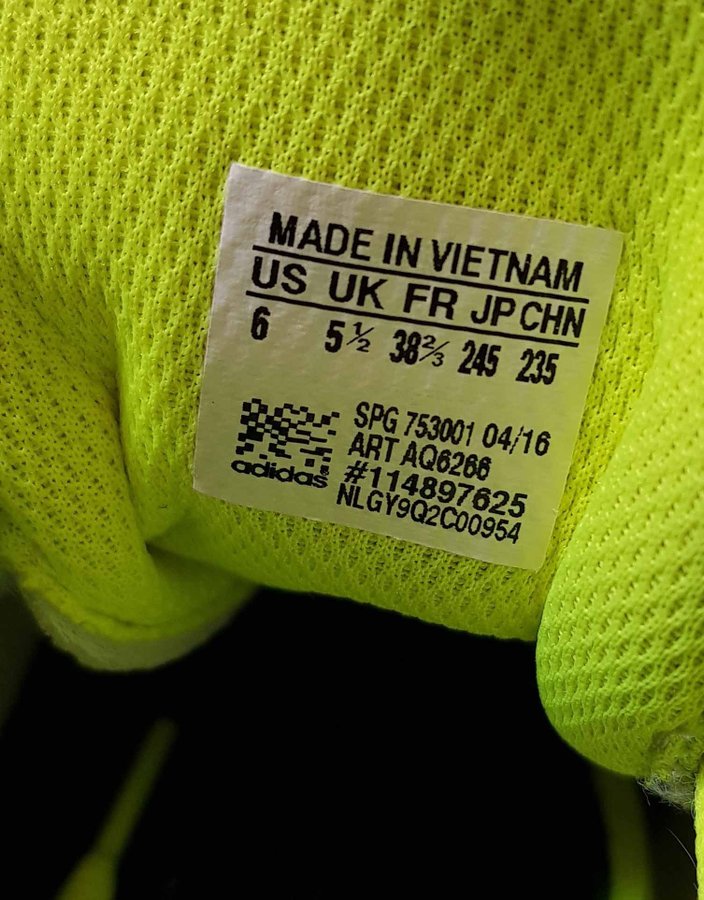 MADE IN VIETNAM
US UK FR JP CHN
6 5½ 38⅔ 245 235
SPG 753001 04/16
ART AQ6266
#114897625
NLGY9Q2C00954
adidas®